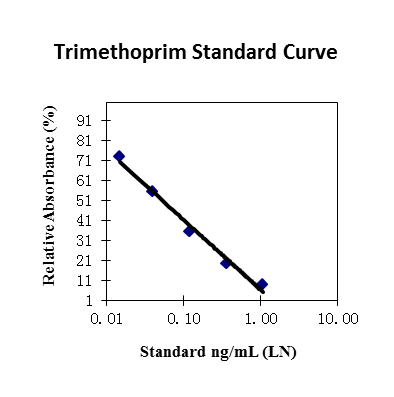 Trimethoprim Standard Curve
Relative Absorbance (%)
91
81
71
61
51
41
31
21
11
1
0.01 0.10 1.00 10.00
Standard ng/mL (LN)